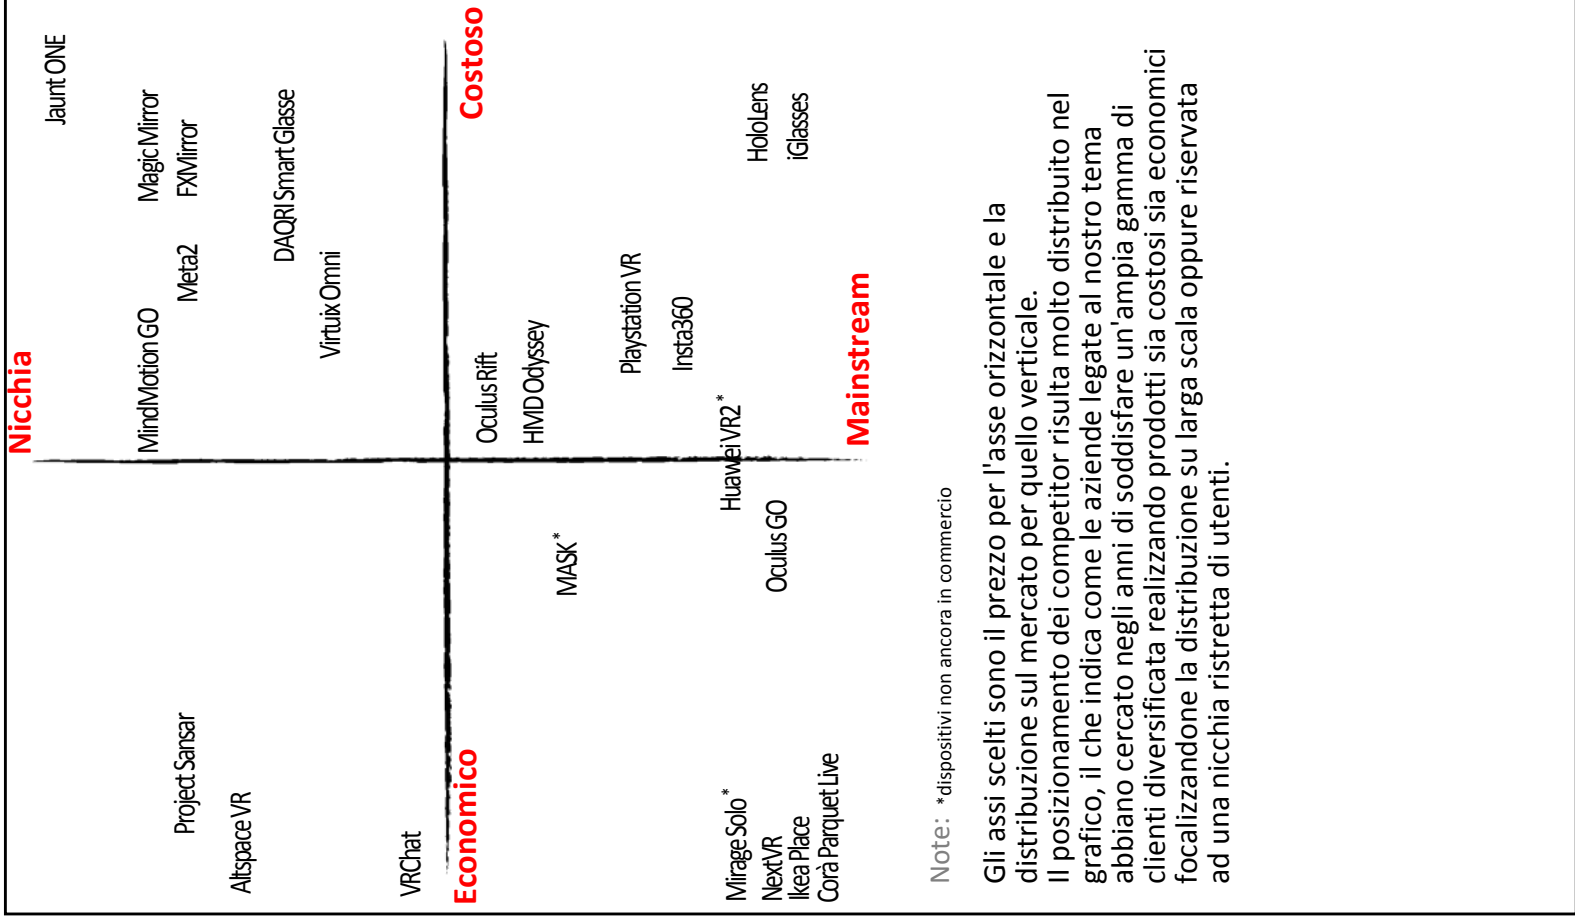 Nicchia
Jaunt ONE
MindMotion GO
Magic Mirror
Project Sansar
Meta2
FXMirror
Altspace VR
DAQRI Smart Glasse
Virtuix Omni
VRChat
Economico
Costoso
Oculus Rift
HMD Odyssey
MASK*
Playstation VR
Insta360
Mirage Solo*
Huawei VR2*
HoloLens
NextVR
Oculus GO
iGlasses
Ikea Place
Corà Parquet Live
Mainstream
Note: *dispositivi non ancora in commercio
Gli assi scelti sono il prezzo per l'asse orizzontale e la
distribuzione sul mercato per quello verticale.
Il posizionamento dei competitor risulta molto distribuito nel
grafico, il che indica come le aziende legate al nostro tema
abbiano cercato negli anni di soddisfare un'ampia gamma di
clienti diversificata realizzando prodotti sia costosi sia economici
focalizzandone la distribuzione su larga scala oppure riservata
ad una nicchia ristretta di utenti.